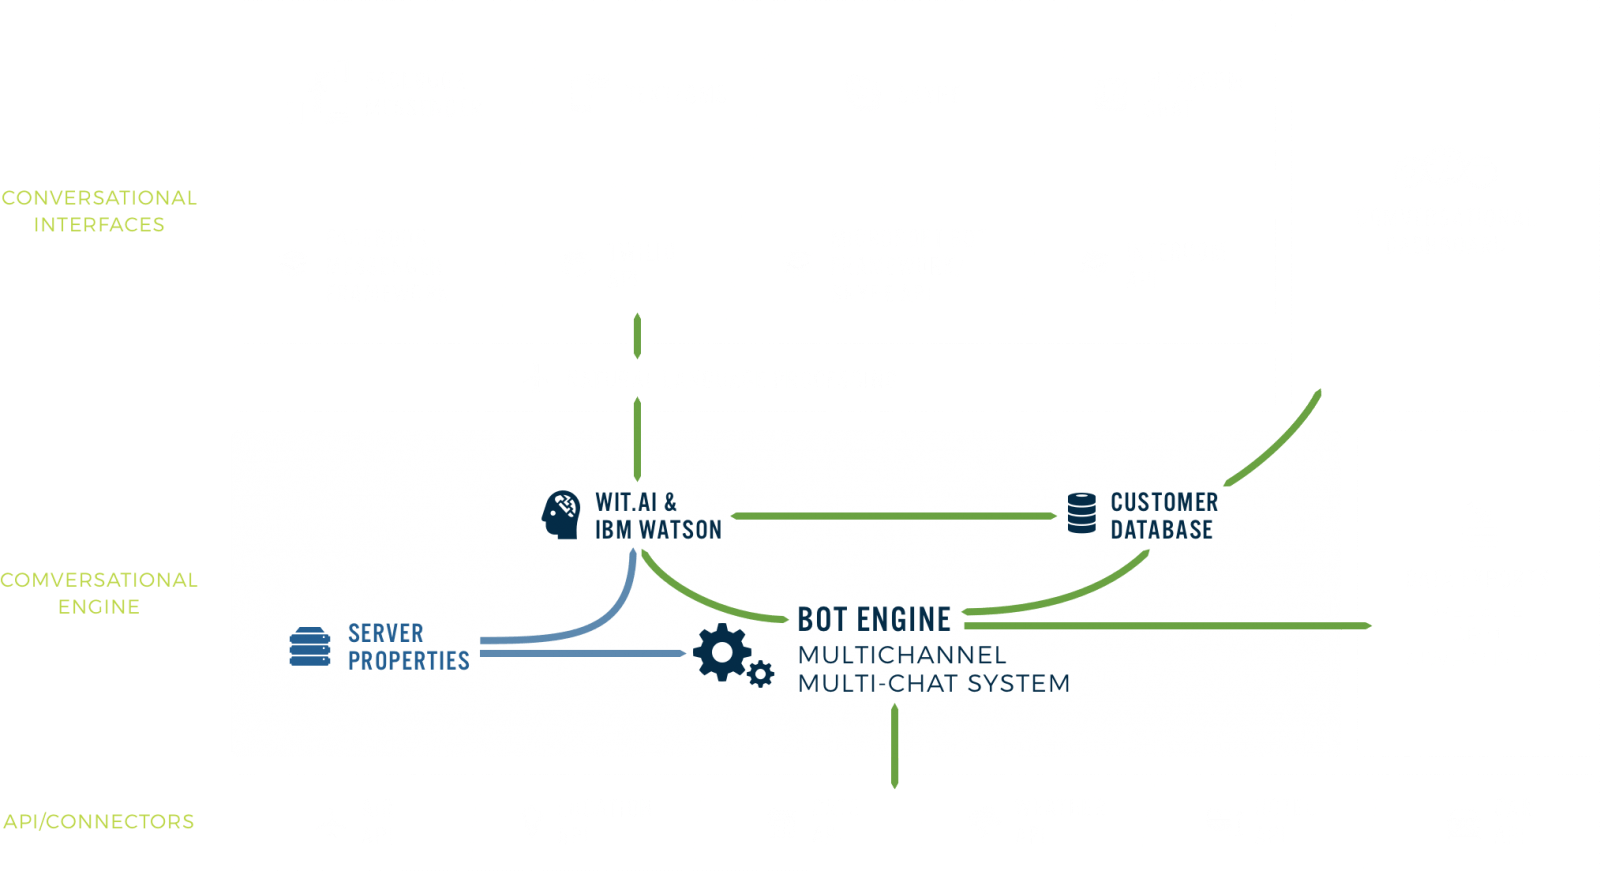 CONVERSATIONAL
INTERFACES
WIT.AI &
IBM WATSON
CUSTOMER
DATABASE
COMVERSATIONAL
ENGINE
SERVER
PROPERTIES
BOT ENGINE
MULTICHANNEL
MULTI-CHAT SYSTEM
API/CONNECTORS